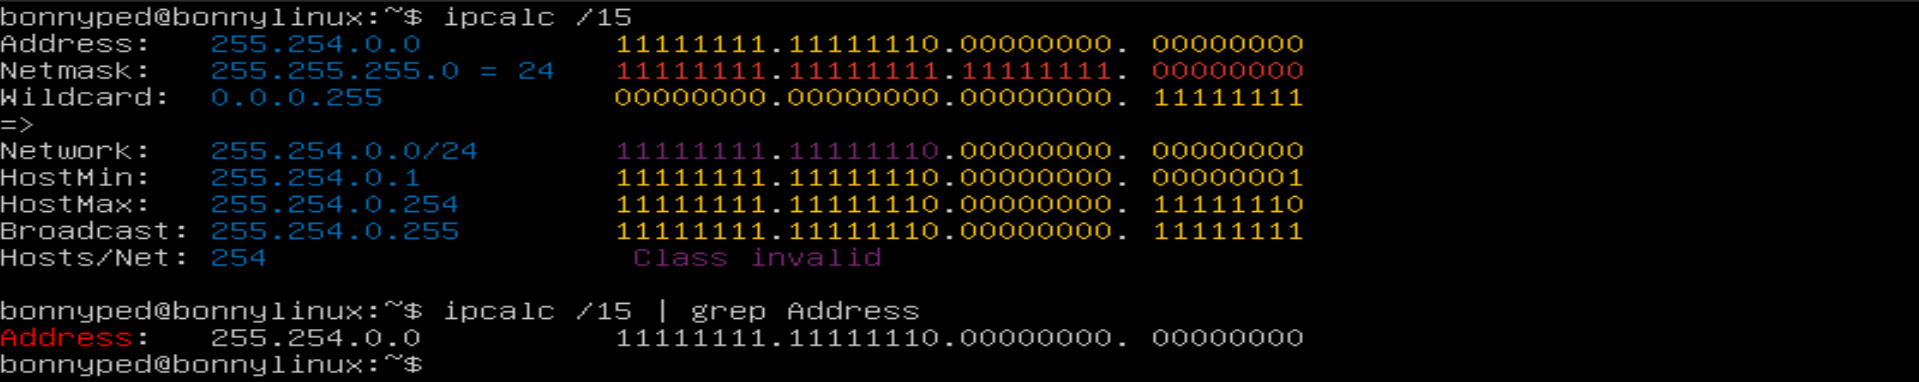 bonnyped@bonnylinux:~$ ipcalc /15
Address:   255.254.0.0          11111111.11111110.00000000. 00000000
Netmask:   255.255.255.0 = 24   11111111.11111111.11111111. 00000000
Wildcard:  0.0.0.255            00000000.00000000.00000000. 11111111
=>
Network:   255.254.0.0/24       11111111.11111110.00000000. 00000000
HostMin:   255.254.0.1          11111111.11111110.00000000. 00000001
HostMax:   255.254.0.254        11111111.11111110.00000000. 11111110
Broadcast: 255.254.0.255        11111111.11111110.00000000. 11111111
Hosts/Net: 254                   Class invalid
bonnyped@bonnylinux:~$ ipcalc /15 | grep Address
Address:   255.254.0.0          11111111.11111110.00000000. 00000000
bonnyped@bonnylinux:~$